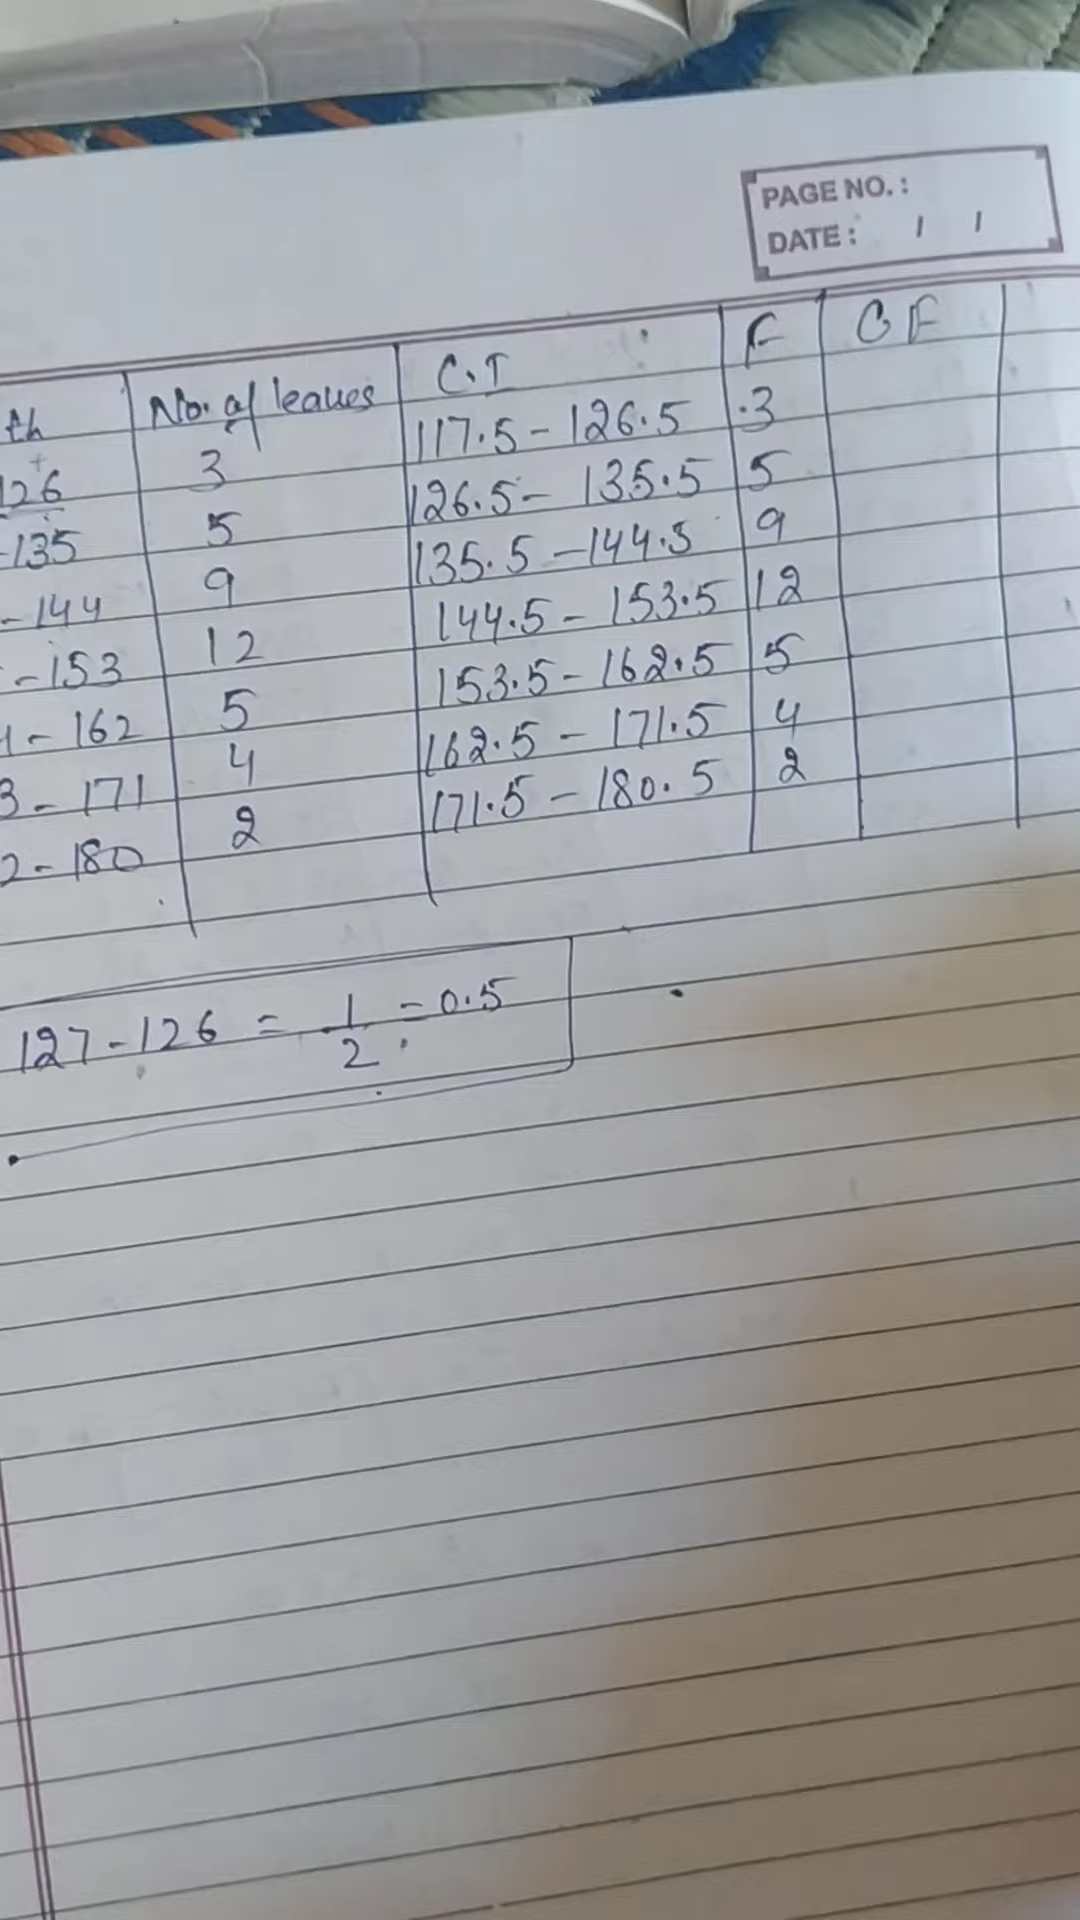 PAGE NO. :
DATE : / /
th No. of leaves C.I F CF
126 3 117.5 - 126.5 3
-135 5 126.5 - 135.5 5
- 144 9 135.5 - 144.5 9
- 153 12 144.5 - 153.5 12
- 162 5 153.5 - 162.5 5
3 - 171 4 162.5 - 171.5 4
2 - 180 2 171.5 - 180.5 2
127 - 126 = 1/2 = 0.5